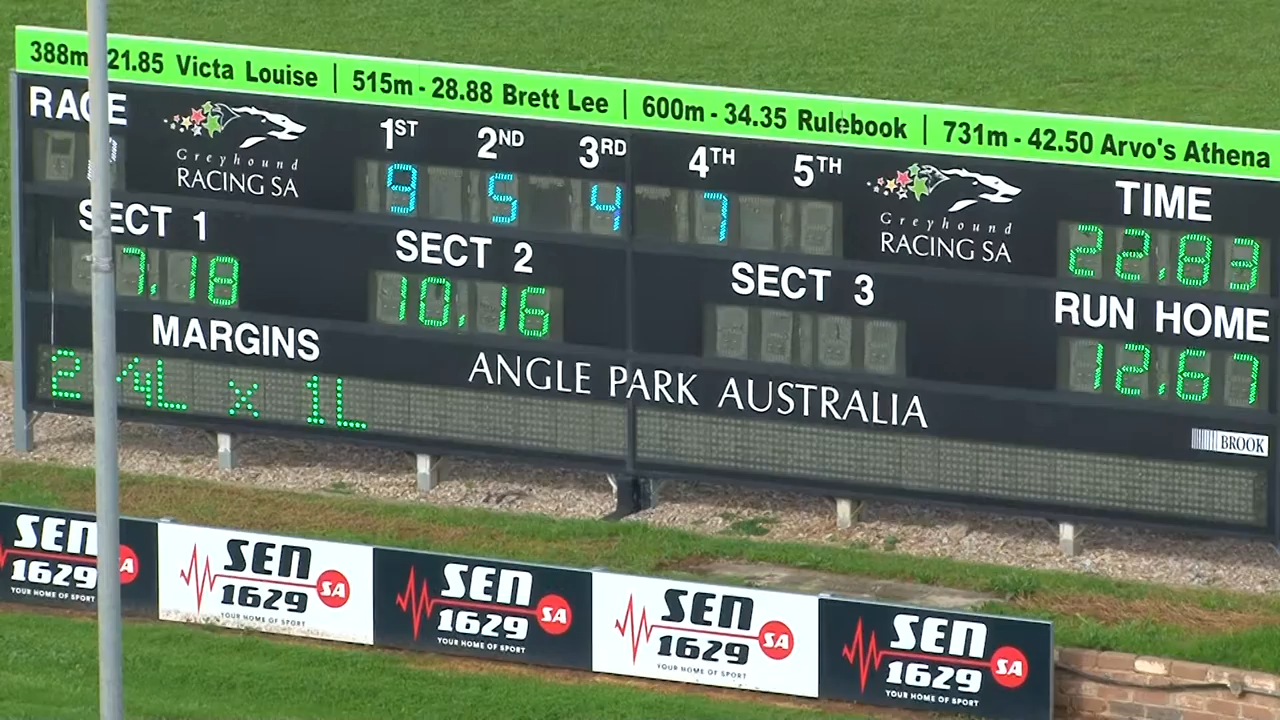 388m 21.85 Victa Louise | 515m - 28.88 Brett Lee | 600m - 34.35 Rulebook | 731m - 42.50 Arvo's Athena
RACE
Greyhound
RACING SA
1ST 2ND 3RD 4TH 5TH
9 5 4 7
Greyhound
RACING SA
TIME
22.83
SECT 1
7.18
SECT 2
10.16
SECT 3
RUN HOME
12.67
MARGINS
2 L x 1L
ANGLE PARK AUSTRALIA
BROOK
SEN
1629 SA
YOUR HOME OF SPORT
SEN
1629 SA
YOUR HOME OF SPORT
SEN
1629 SA
YOUR HOME OF SPORT
SEN
1629 SA
YOUR HOME OF SPORT
SEN
1629 SA
YOUR HOME OF SPORT